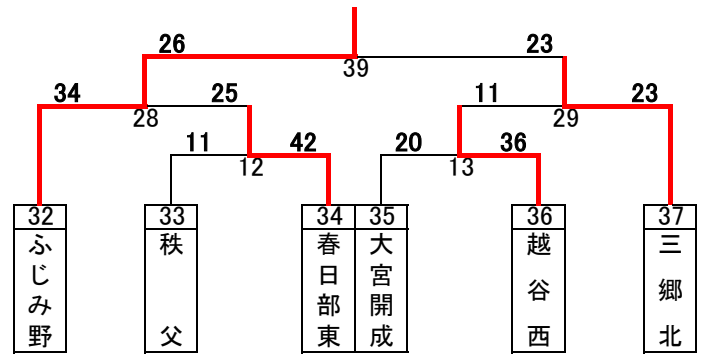 26 23
39
34 25 11 23
28 29
11 42 20 36
12 13
32 33 34 35 36 37
ふじみ野
秩父
春日部東
大宮開成
越谷西
三郷北